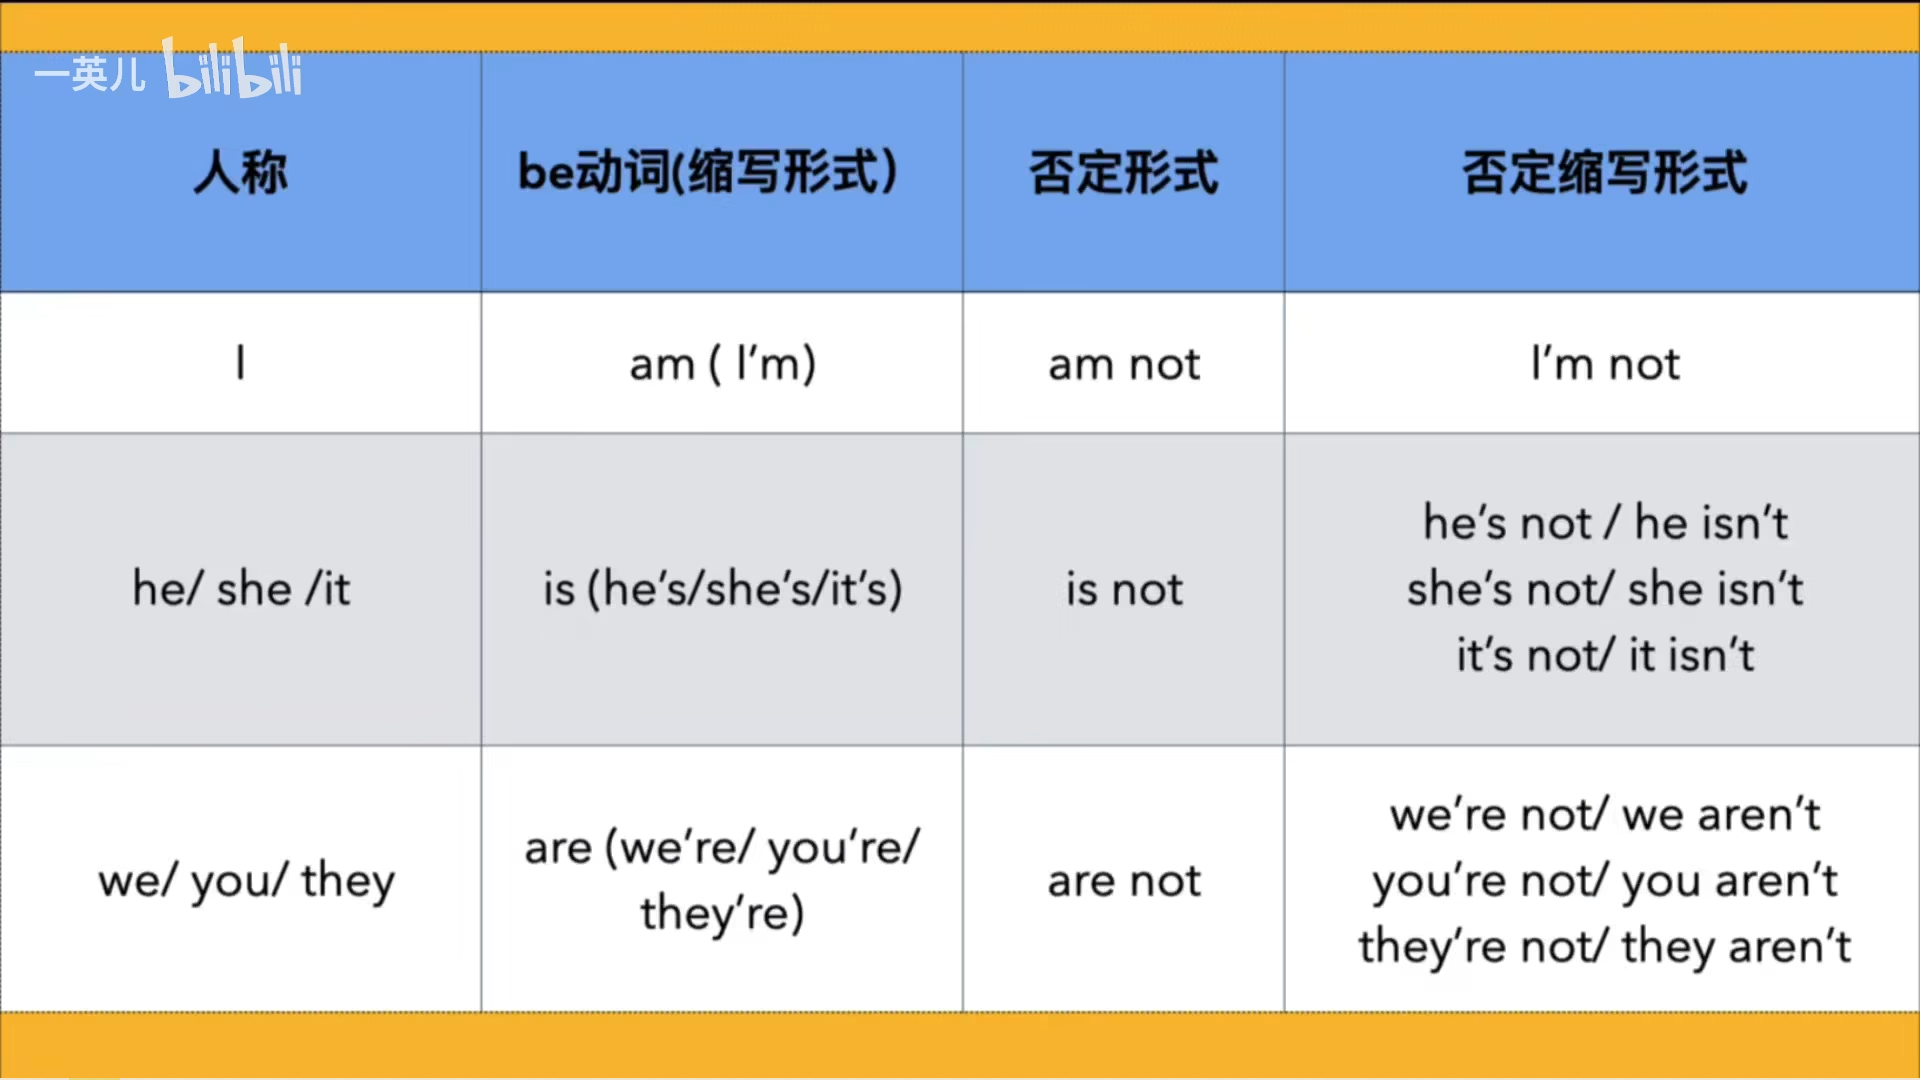 一英儿 bilibili
人称
be动词(缩写形式）
否定形式
否定缩写形式
I
am ( I’m)
am not
I’m not
he/ she /it
is (he’s/she’s/it’s)
is not
he’s not / he isn’t
she’s not/ she isn’t
it’s not/ it isn’t
we/ you/ they
are (we’re/ you’re/
they’re)
are not
we’re not/ we aren’t
you’re not/ you aren’t
they’re not/ they aren’t